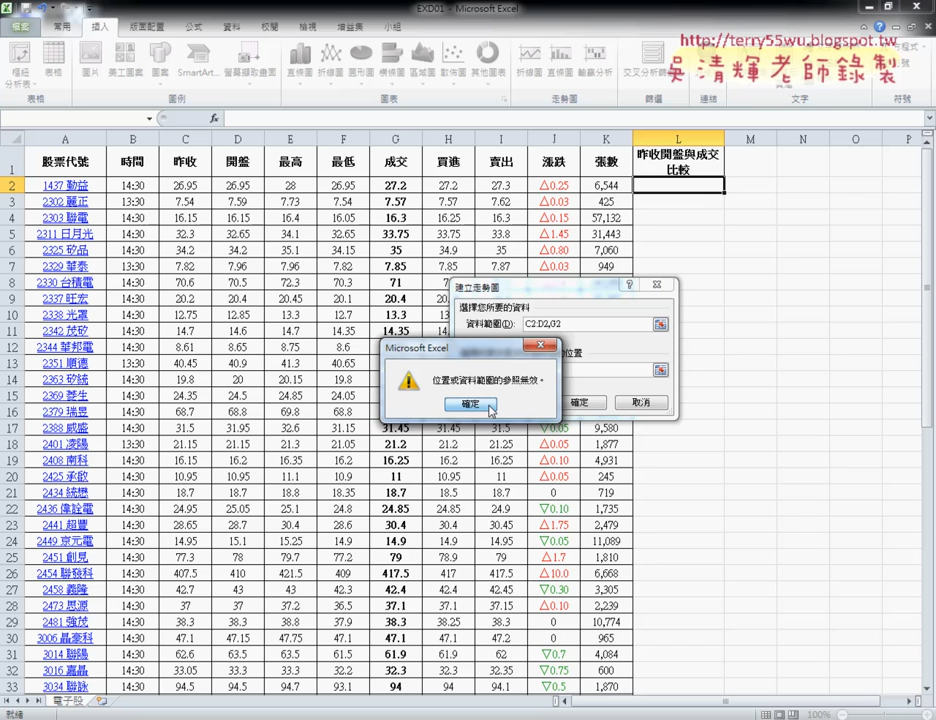 EXD01 - Microsoft Excel
檔案 常用 插入 版面配置 公式 資料 校閱 檢視 增益集 小組
http://terry55wu.blogspot.tw
吳清輝老師錄製
樞紐 表格 圖片 美工圖案 圖案 SmartArt 螢幕擷取畫面 直條圖 折線圖 圓形圖 橫條圖 區域圖 散佈圖 其他圖表 折線圖 直條圖 輸贏分析 交叉分析篩選
分析表
表格 圖例 圖表 走勢圖 篩選 連結 文字 符號
fx
A B C D E F G H I J K L M N O P
1 股票代號 時間 昨收 開盤 最高 最低 成交 買進 賣出 漲跌 張數 昨收開盤與成交
比較
2 1437 勤益 14:30 26.95 26.95 28 26.95 27.2 27.2 27.3 △0.25 6,544
3 2302 麗正 13:30 7.54 7.59 7.73 7.54 7.57 7.57 7.62 △0.03 425
4 2303 聯電 14:30 16.15 16.15 16.4 16.05 16.3 16.25 16.3 △0.15 57,132
5 2311 日月光 14:30 32.3 32.65 34.1 32.65 33.75 33.75 33.8 △1.45 31,443
6 2325 矽品 14:30 34.2 34.2 35.1 34.15 35 34.9 35 △0.80 7,060
7 2329 華泰 13:30 7.82 7.96 7.96 7.82 7.85 7.85 7.87 △0.03 949
8 2330 台積電 14:30 70.6 70.5 72.3 70.3 71
9 2337 旺宏 14:30 20.2 20.4 20.45 20.1 20.4
10 2338 光罩 14:30 12.75 12.85 13.3 12.7 13.3
11 2342 茂矽 14:30 14.7 14.6 14.7 14.35 14.35
12 2344 華邦電 14:30 8.61 8.65 8.75 8.6
13 2351 順德 14:30 40.45 40.9 41.3 40.65
14 2363 矽統 14:30 19.8 20 20.15 19.8
15 2369 菱生 14:30 16.45 16.6 16.6 16.3
16 2379 瑞昱 14:30 68.7 68.8 69.8 68.8
17 2388 威盛 14:30 31.5 31.95 32.6 31.15 31.45 31.45 31.5 ▽0.05 9,580
18 2401 凌陽 13:30 21.15 21.15 21.3 21.05 21.2 21.2 21.25 △0.05 1,877
19 2408 南科 14:30 16.15 16.2 16.35 16.2 16.25 16.2 16.3 △0.10 4,931
20 2425 承啟 14:30 10.95 10.95 11.1 10.9 11 10.95 11 △0.05 245
21 2434 統懋 14:30 18.7 18.7 18.8 18.35 18.7 18.5 18.7 0 719
22 2436 偉詮電 14:30 24.95 25.05 25.1 24.8 24.85 24.85 24.9 ▽0.10 1,735
23 2441 超豐 14:30 28.65 28.7 30.4 28.6 30.4 30.4 30.45 △1.75 2,479
24 2449 京元電 14:30 14.95 15.1 15.25 14.9 14.9 14.9 14.95 ▽0.05 11,089
25 2451 創見 14:30 77.3 78 79.7 77.2 79 78.9 79 △1.7 1,810
26 2454 聯發科 14:30 407.5 410 421.5 409 417.5 417 417.5 △10.0 6,668
27 2458 義隆 14:30 42.7 43 43 42.3 42.4 42.4 42.45 ▽0.30 3,305
28 2473 思源 14:30 37 37 37.2 36.5 37.1 37.1 37.15 △0.10 2,239
29 2481 強茂 14:30 38.3 38.8 38.9 37.8 38.3 38.25 38.3 0 10,774
30 3006 晶豪科 14:30 47.1 47.15 47.75 47.1 47.1 47.1 47.2 0 965
31 3014 聯陽 14:30 62.6 63.5 63.5 61.5 61.9 61.9 62 ▽0.7 4,084
32 3016 嘉晶 14:30 33.05 33.3 33.3 32.2 32.3 32.3 32.35 ▽0.75 600
33 3034 聯詠 14:30 94.5 94.5 94.7 93.1 94 94 94.1 ▽0.5 1,870
建立走勢圖
選擇您所要的資料
資料範圍(D): C2:D2,G2
的位置
確定 取消
Microsoft Excel
位置或資料範圍的參照無效。
確定
電子股
就緒 100%